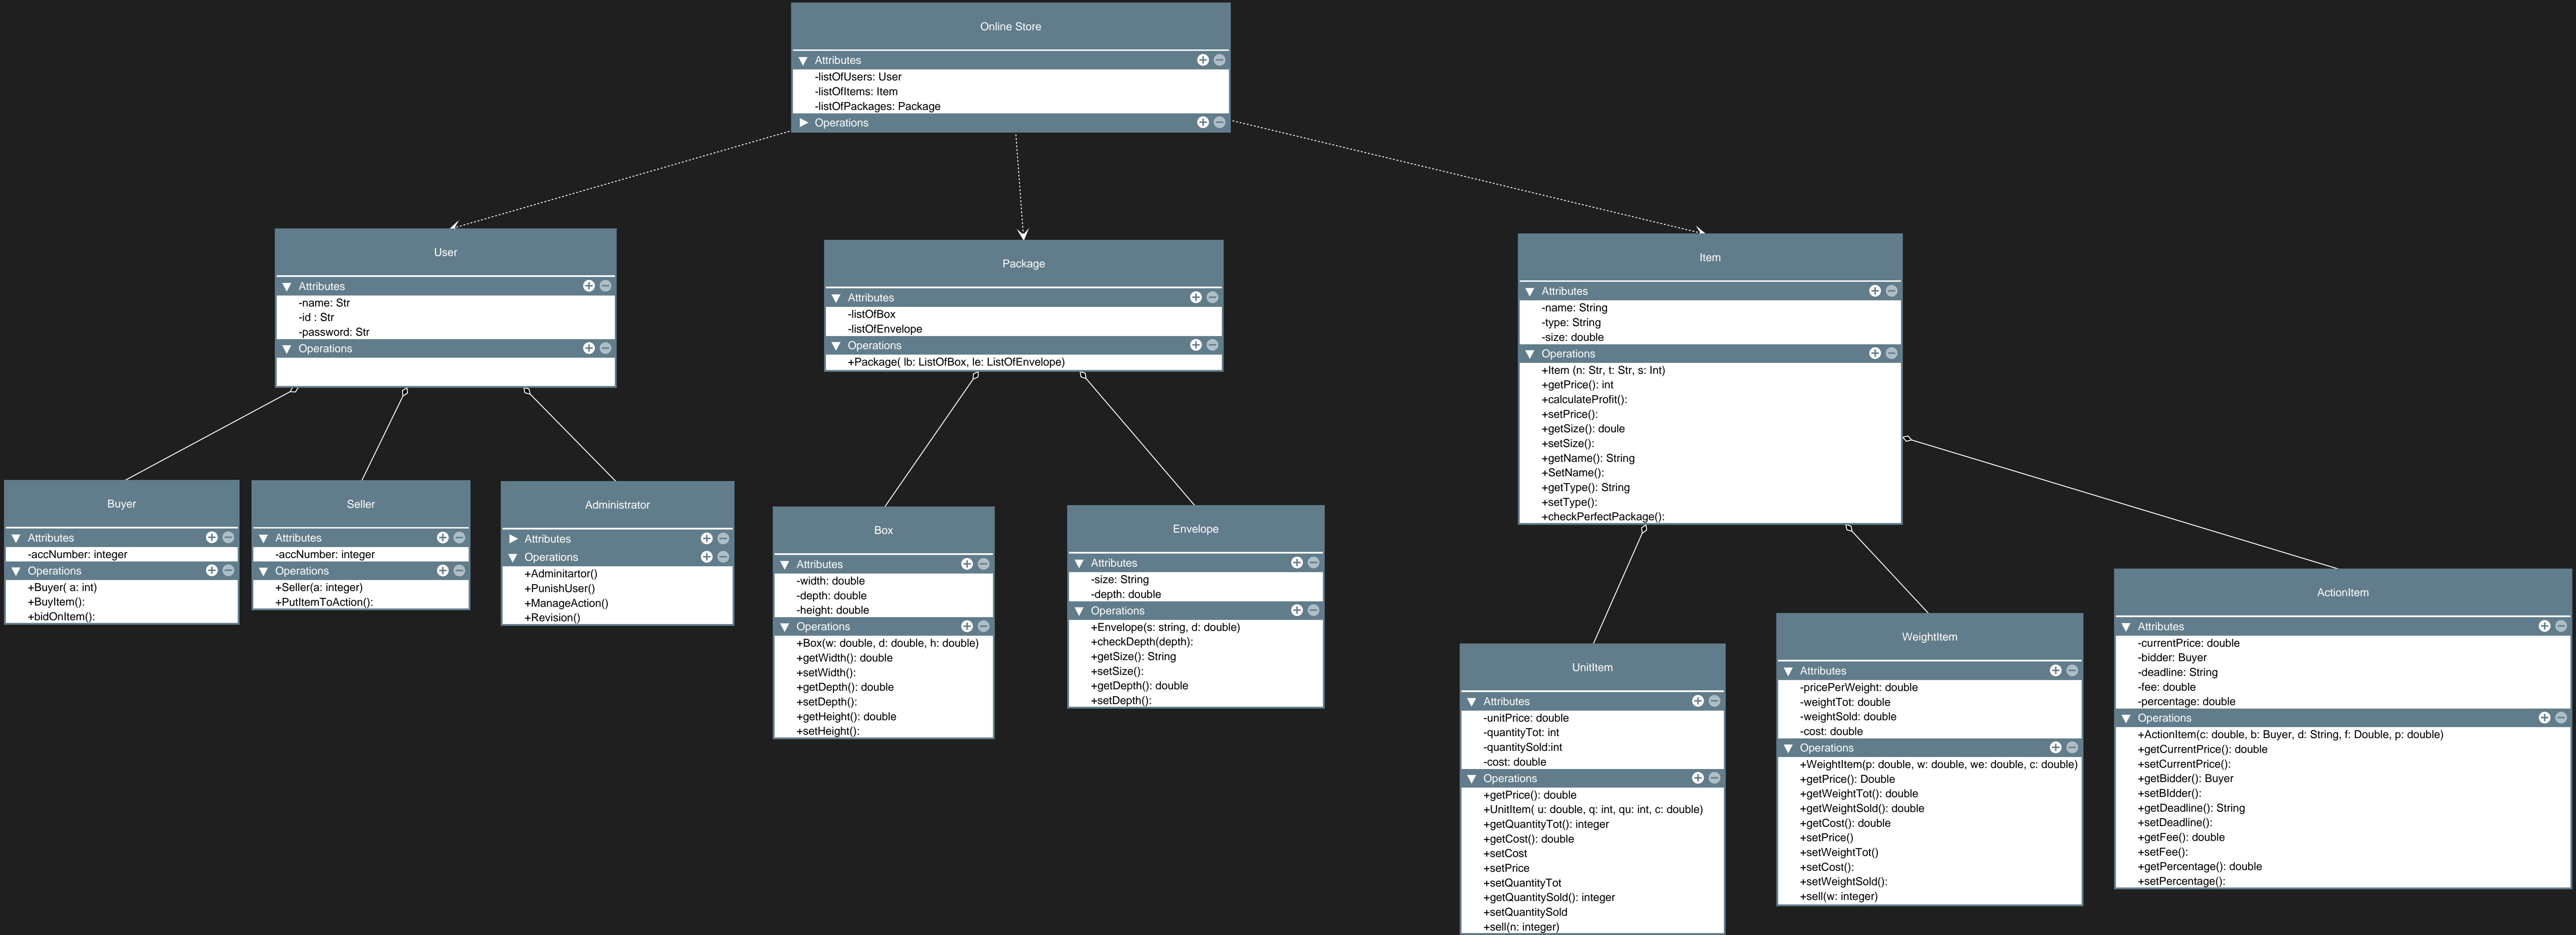 Online Store
Attributes
-listOfUsers: User
-listOfItems: Item
-listOfPackages: Package
Operations
User
Attributes
-name: Str
-id : Str
-password: Str
Operations
Package
Attributes
-listOfBox
-listOfEnvelope
Operations
+Package( lb: ListOfBox, le: ListOfEnvelope)
Item
Attributes
-name: String
-type: String
-size: double
Operations
+Item (n: Str, t: Str, s: Int)
+getPrice(): int
+calculateProfit():
+setPrice():
+getSize(): doule
+setSize():
+getName(): String
+SetName():
+getType(): String
+setType():
+checkPerfectPackage():
Buyer
Attributes
-accNumber: integer
Operations
+Buyer( a: int)
+BuyItem():
+bidOnItem():
Seller
Attributes
-accNumber: integer
Operations
+Seller(a: integer)
+PutItemToAction():
Administrator
Attributes
Operations
+Adminitartor()
+PunishUser()
+ManageAction()
+Revision()
Box
Attributes
-width: double
-depth: double
-height: double
Operations
+Box(w: double, d: double, h: double)
+getWidth(): double
+setWidth():
+getDepth(): double
+setDepth():
+getHeight(): double
+setHeight():
Envelope
Attributes
-size: String
-depth: double
Operations
+Envelope(s: string, d: double)
+checkDepth(depth):
+getSize(): String
+setSize():
+getDepth(): double
+setDepth():
UnitItem
Attributes
-unitPrice: double
-quantityTot: int
-quantitySold:int
-cost: double
Operations
+getPrice(): double
+UnitItem( u: double, q: int, qu: int, c: double)
+getQuantityTot(): integer
+getCost(): double
+setCost
+setPrice
+setQuantityTot
+getQuantitySold(): integer
+setQuantitySold
+sell(n: integer)
WeightItem
Attributes
-pricePerWeight: double
-weightTot: double
-weightSold: double
-cost: double
Operations
+WeightItem(p: double, w: double, we: double, c: double)
+getPrice(): Double
+getWeightTot(): double
+getWeightSold(): double
+getCost(): double
+setPrice()
+setWeightTot()
+setCost():
+setWeightSold():
+sell(w: integer)
ActionItem
Attributes
-currentPrice: double
-bidder: Buyer
-deadline: String
-fee: double
-percentage: double
Operations
+ActionItem(c: double, b: Buyer, d: String, f: Double, p: double)
+getCurrentPrice(): double
+setCurrentPrice():
+getBidder(): Buyer
+setBIdder():
+getDeadline(): String
+setDeadline():
+getFee(): double
+setFee():
+getPercentage(): double
+setPercentage():